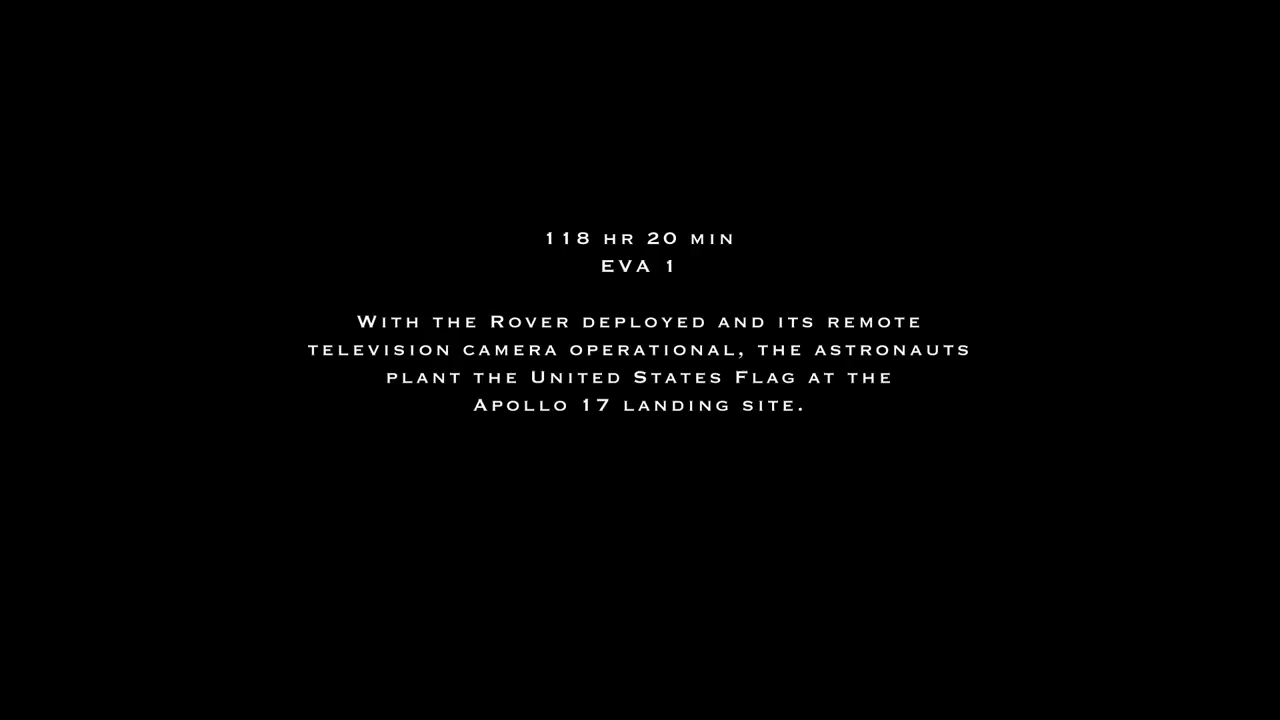 118 HR 20 MIN
EVA 1
With the Rover deployed and its remote
television camera operational, the astronauts
plant the United States Flag at the
Apollo 17 landing site.